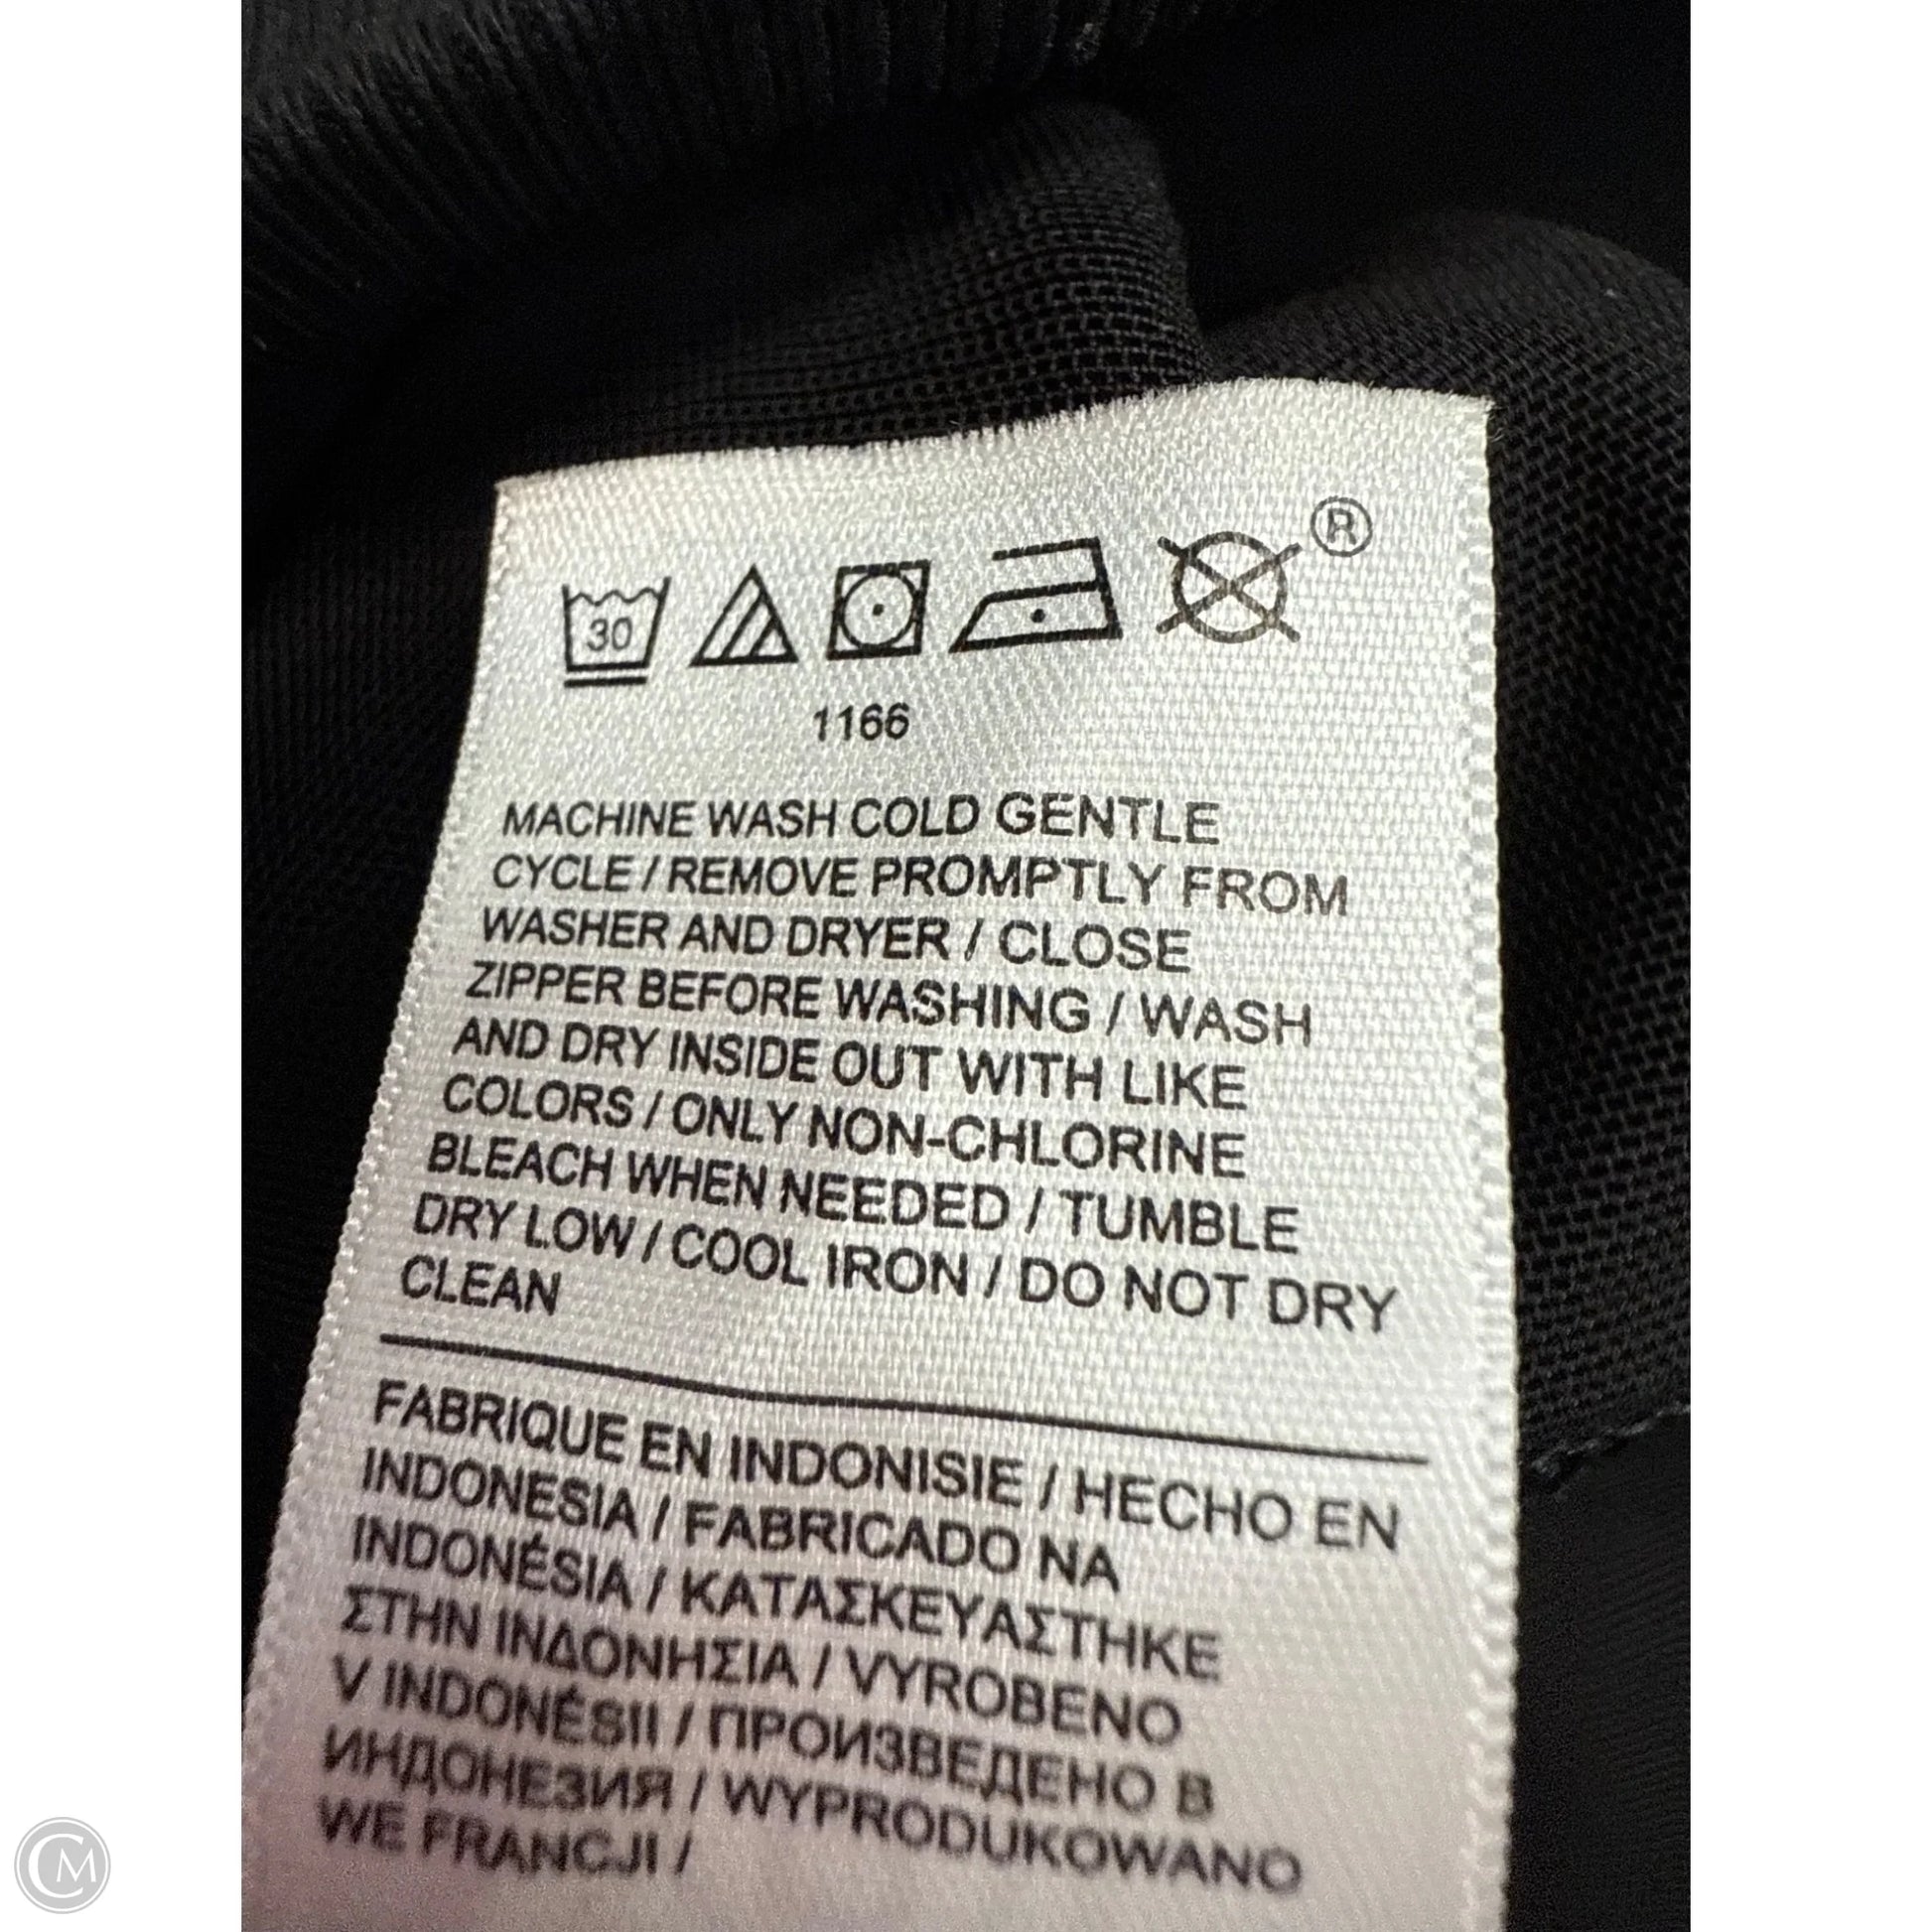 30
®
1166
MACHINE WASH COLD GENTLE
CYCLE / REMOVE PROMPTLY FROM
WASHER AND DRYER / CLOSE
ZIPPER BEFORE WASHING / WASH
AND DRY INSIDE OUT WITH LIKE
COLORS / ONLY NON-CHLORINE
BLEACH WHEN NEEDED / TUMBLE
DRY LOW / COOL IRON / DO NOT DRY
CLEAN
FABRIQUE EN INDONISIE / HECHO EN
INDONESIA / FABRICADO NA
INDONÉSIA / ΚΑΤΑΣΚΕΥΑΣΤΗΚΕ
ΣΤΗΝ ΙΝΔΟΝΗΣΙΑ / VYROBENO
V INDONÉSII / ПРОИЗВЕДЕНО В
ИНДОНЕЗИЯ / WYPRODUKOWANO
WE FRANCJI /
CM